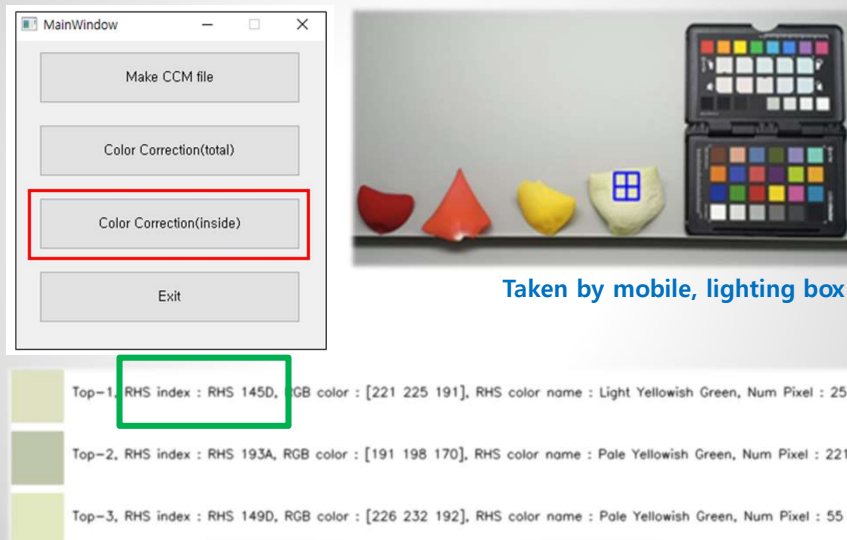 MainWindow
Make CCM file
Color Correction(total)
Color Correction(inside)
Exit
Taken by mobile, lighting box
Top-1, RHS index : RHS 145D, RGB color : [221 225 191], RHS color name : Light Yellowish Green, Num Pixel : 25
Top-2, RHS index : RHS 193A, RGB color : [191 198 170], RHS color name : Pale Yellowish Green, Num Pixel : 221
Top-3, RHS index : RHS 149D, RGB color : [226 232 192], RHS color name : Pale Yellowish Green, Num Pixel : 55